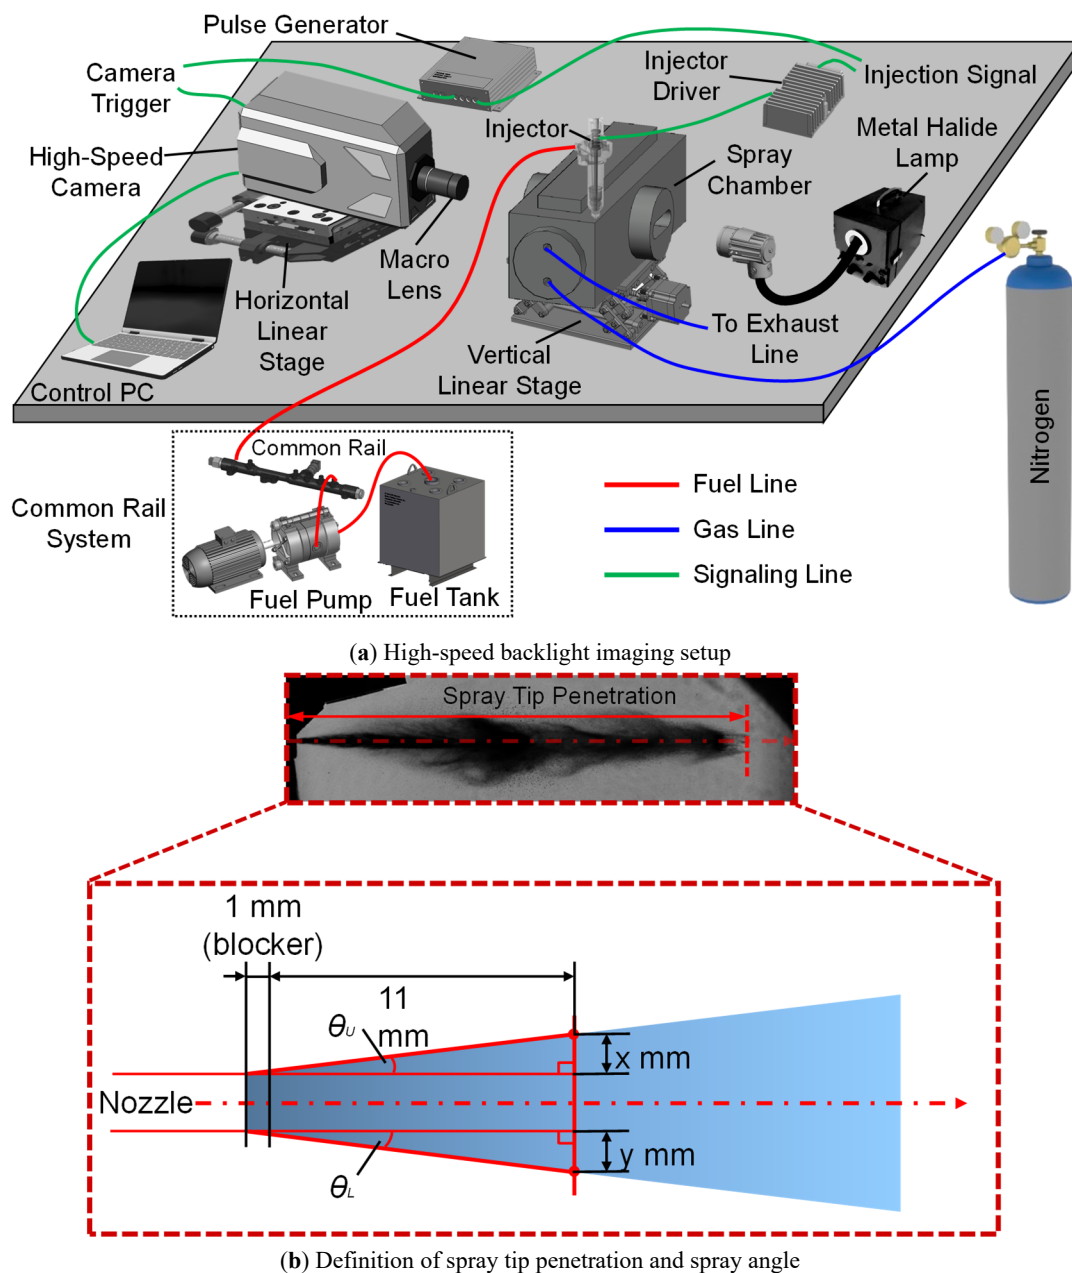 Pulse Generator
Camera
Trigger
High-Speed
Camera
Injector
Injector
Driver
Injection Signal
Metal Halide
Lamp
Spray
Chamber
Macro
Lens
Horizontal
Linear
Stage
Control PC
Vertical
Linear Stage
To Exhaust
Line
Nitrogen
Common Rail
Common Rail
System
Fuel Pump
Fuel Tank
Fuel Line
Gas Line
Signaling Line
(a) High-speed backlight imaging setup
Spray Tip Penetration
1 mm
(blocker)
11
mm
θU
x mm
Nozzle
y mm
θL
(b) Definition of spray tip penetration and spray angle